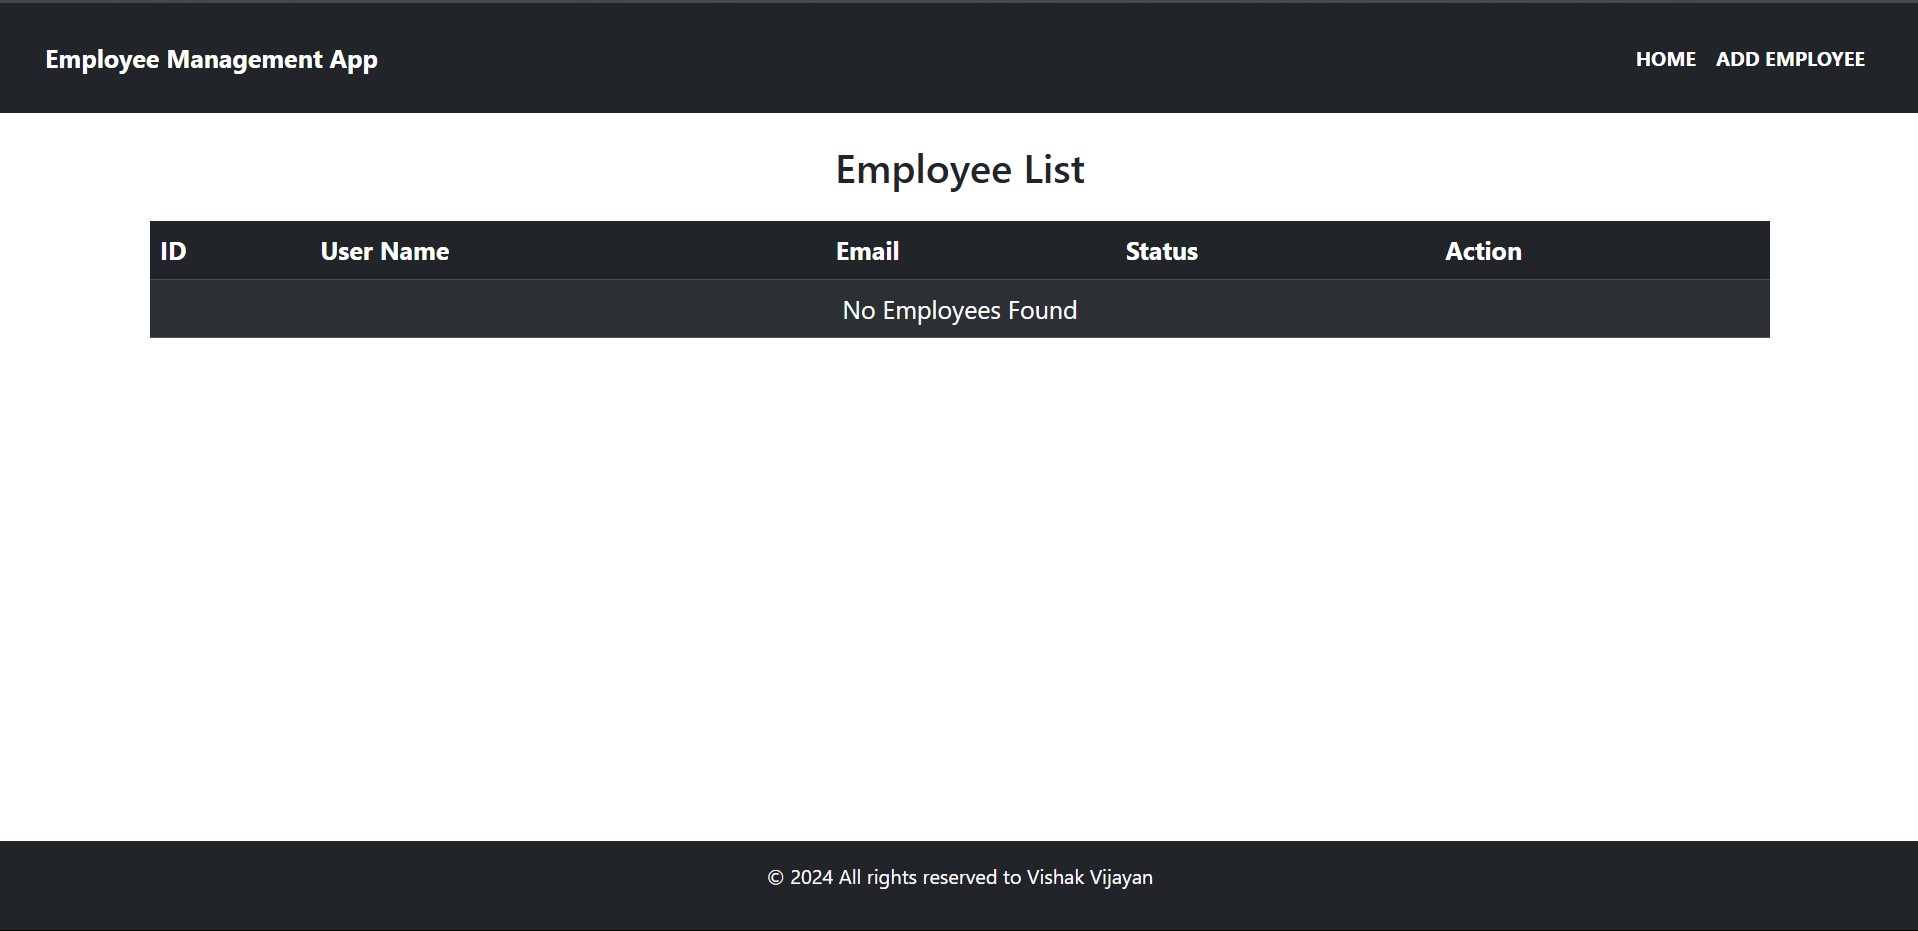 Employee Management App HOME ADD EMPLOYEE
Employee List
ID User Name Email Status Action
No Employees Found
© 2024 All rights reserved to Vishak Vijayan